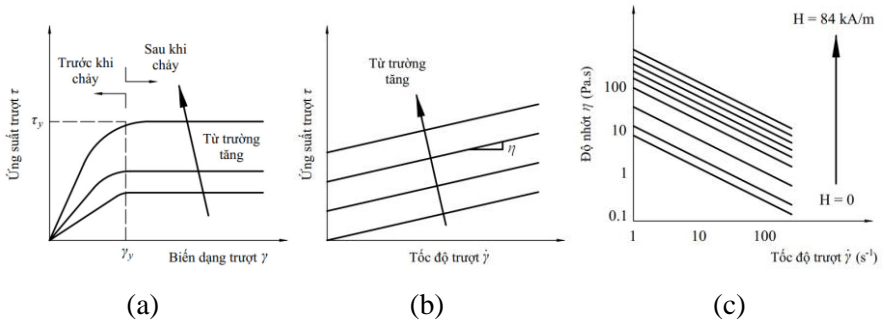 Ứng suất trượt τ
Trước khi
chảy
Sau khi
chảy
τy
Từ trường
tăng
γy
Biến dạng trượt γ
(a)
Ứng suất trượt τ
Từ trường
tăng
η
Tốc độ trượt γ̇
(b)
Độ nhớt η (Pa.s)
H = 84 kA/m
100
10
1
0.1
H = 0
1
10
100
Tốc độ trượt γ̇ (s⁻¹)
(c)